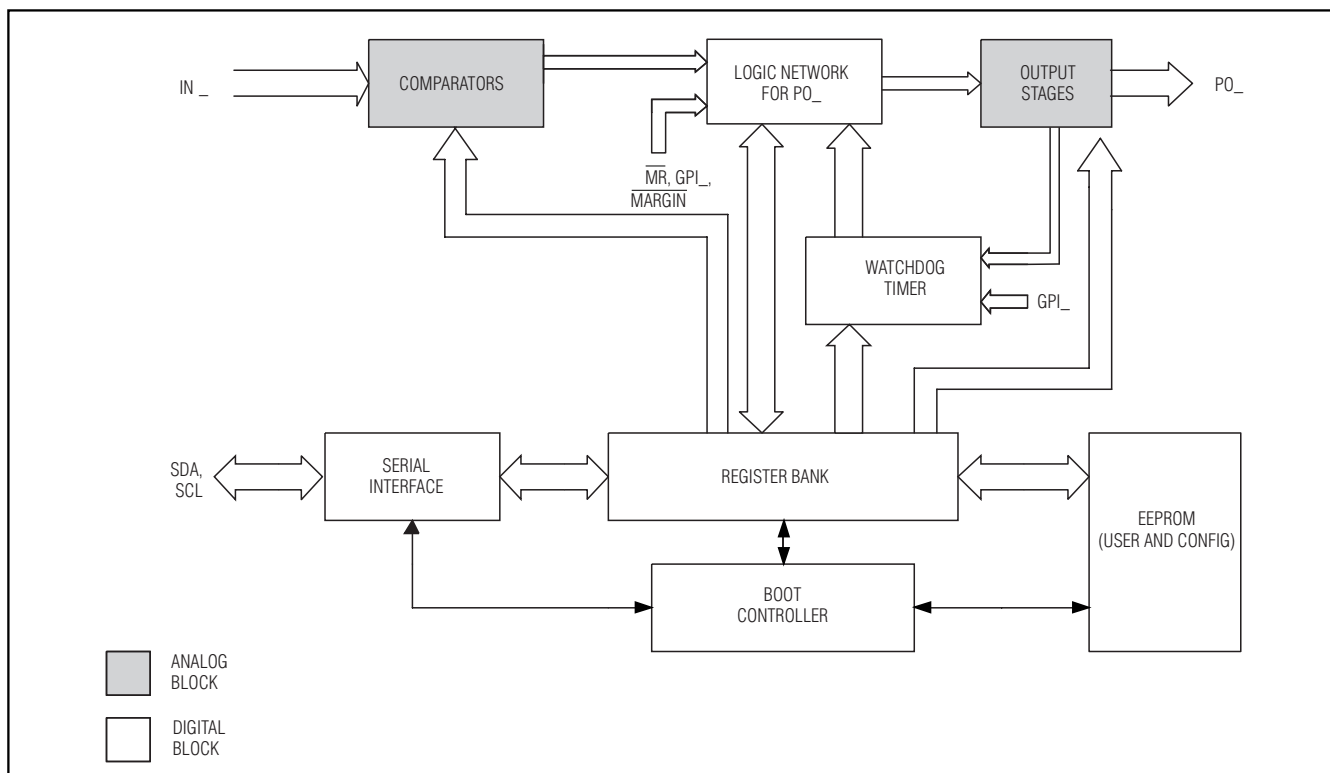 IN _
COMPARATORS
LOGIC NETWORK
FOR PO_
OUTPUT
STAGES
PO_
MR, GPI_,
MARGIN
WATCHDOG
TIMER
GPI_
SDA,
SCL
SERIAL
INTERFACE
REGISTER BANK
EEPROM
(USER AND CONFIG)
BOOT
CONTROLLER
ANALOG
BLOCK
DIGITAL
BLOCK